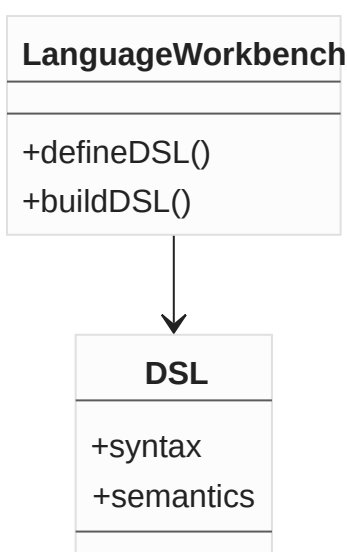 LanguageWorkbench
+defineDSL()
+buildDSL()
DSL
+syntax
+semantics